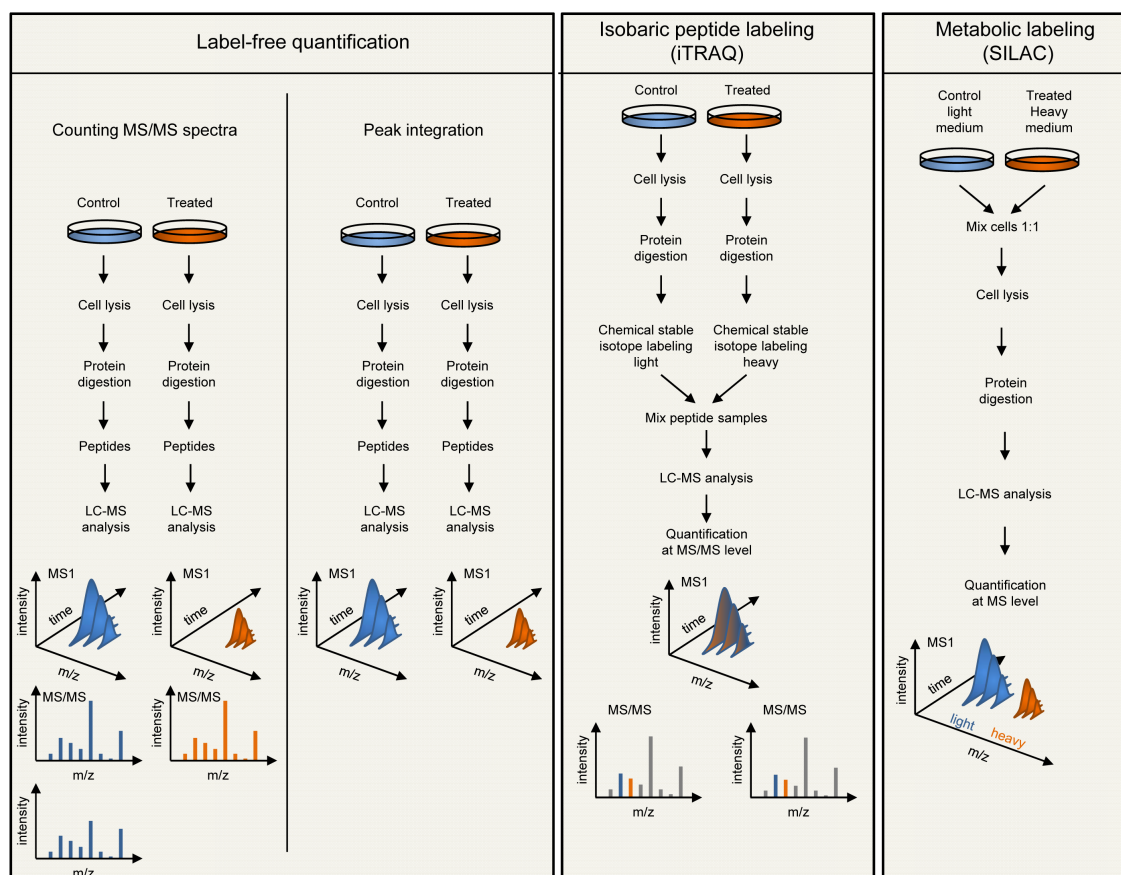 Label-free quantification
Counting MS/MS spectra
Control
Treated
Cell lysis
Cell lysis
Protein
digestion
Protein
digestion
Peptides
Peptides
LC-MS
analysis
LC-MS
analysis
MS1
intensity
time
m/z
MS1
intensity
time
m/z
MS/MS
intensity
m/z
MS/MS
intensity
m/z
intensity
m/z
Peak integration
Control
Treated
Cell lysis
Cell lysis
Protein
digestion
Protein
digestion
Peptides
Peptides
LC-MS
analysis
LC-MS
analysis
MS1
intensity
time
m/z
MS1
intensity
time
m/z
Isobaric peptide labeling
(iTRAQ)
Control
Treated
Cell lysis
Cell lysis
Protein
digestion
Protein
digestion
Chemical stable
isotope labeling
light
Chemical stable
isotope labeling
heavy
Mix peptide samples
LC-MS analysis
Quantification
at MS/MS level
MS1
intensity
time
m/z
MS/MS
intensity
m/z
MS/MS
intensity
m/z
Metabolic labeling
(SILAC)
Control
light
medium
Treated
Heavy
medium
Mix cells 1:1
Cell lysis
Protein
digestion
LC-MS analysis
Quantification
at MS level
MS1
intensity
time
light
heavy
m/z